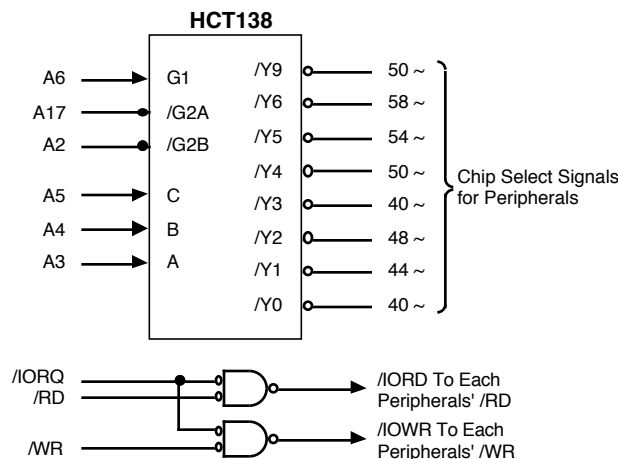 HCT138
A6 G1 /Y9 50 ~
A17 /G2A /Y6 58 ~
A2 /G2B /Y5 54 ~
/Y4 50 ~
A5 C /Y3 40 ~
A4 B /Y2 48 ~
A3 A /Y1 44 ~
/Y0 40 ~
Chip Select Signals
for Peripherals
/IORQ
/RD
/IORD To Each
Peripherals' /RD
/WR
/IOWR To Each
Peripherals' /WR